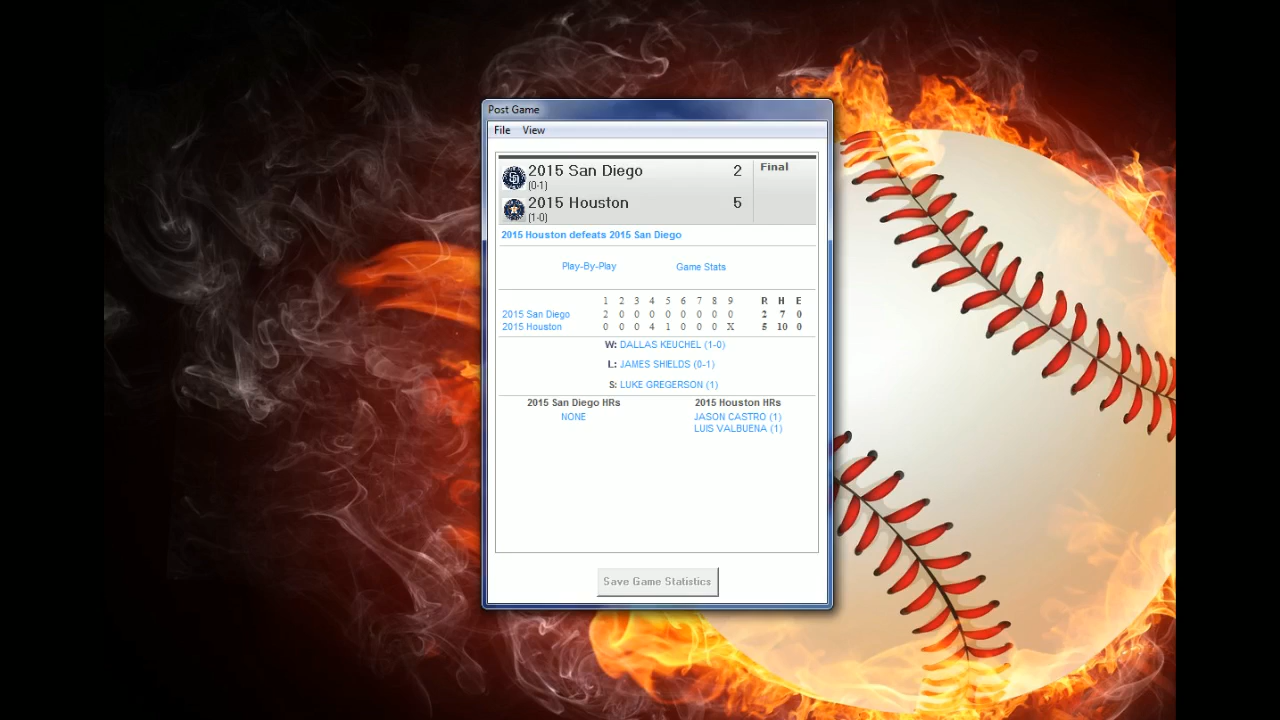 Post Game
File View
2015 San Diego 2 Final
(0-1)
2015 Houston 5
(1-0)
2015 Houston defeats 2015 San Diego
Play-By-Play Game Stats
1 2 3 4 5 6 7 8 9 R H E
2015 San Diego 2 0 0 0 0 0 0 0 0 2 7 0
2015 Houston 0 0 0 4 1 0 0 0 X 5 10 0
W: DALLAS KEUCHEL (1-0)
L: JAMES SHIELDS (0-1)
S: LUKE GREGERSON (1)
2015 San Diego HRs 2015 Houston HRs
NONE JASON CASTRO (1)
LUIS VALBUENA (1)
Save Game Statistics